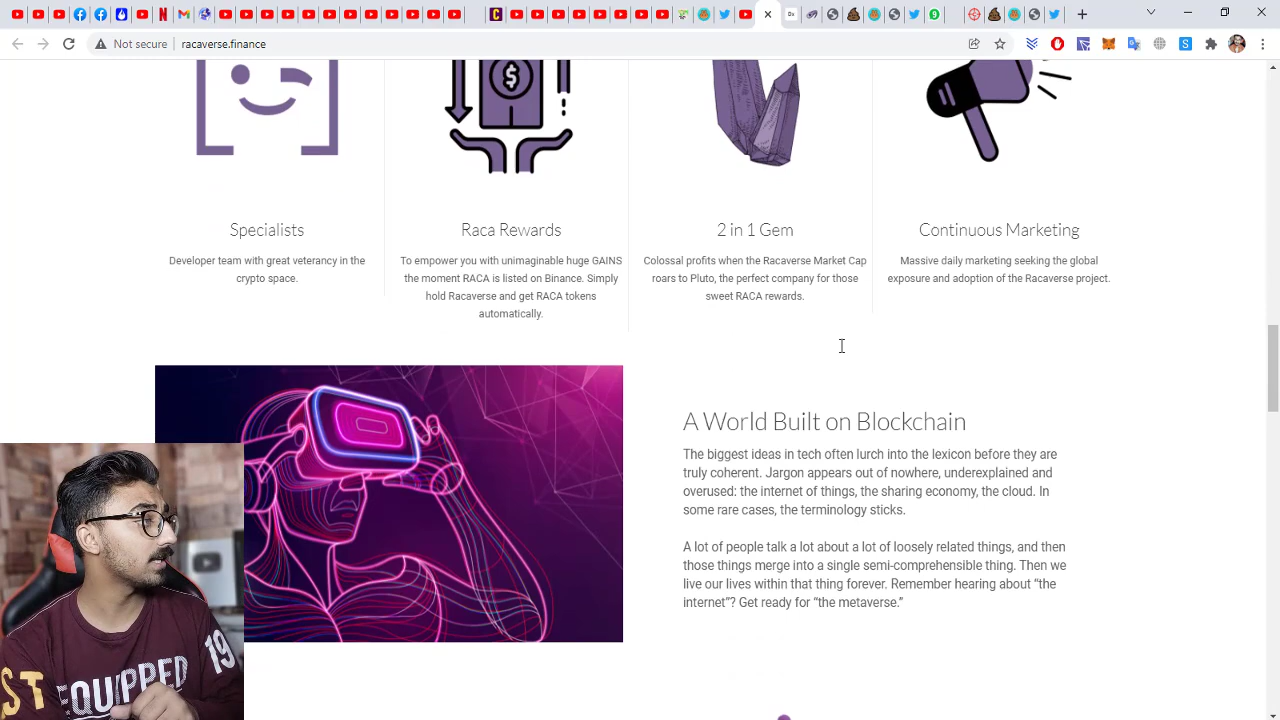 Not secure
racaverse.finance
Specialists
Developer team with great veterancy in the
crypto space.
Raca Rewards
To empower you with unimaginable huge GAINS
the moment RACA is listed on Binance. Simply
hold Racaverse and get RACA tokens
automatically.
2 in 1 Gem
Colossal profits when the Racaverse Market Cap
roars to Pluto, the perfect company for those
sweet RACA rewards.
Continuous Marketing
Massive daily marketing seeking the global
exposure and adoption of the Racaverse project.
A World Built on Blockchain
The biggest ideas in tech often lurch into the lexicon before they are
truly coherent. Jargon appears out of nowhere, underexplained and
overused: the internet of things, the sharing economy, the cloud. In
some rare cases, the terminology sticks.
A lot of people talk a lot about a lot of loosely related things, and then
those things merge into a single semi-comprehensible thing. Then we
live our lives within that thing forever. Remember hearing about “the
internet”? Get ready for “the metaverse.”
ST EQUIPPED 19